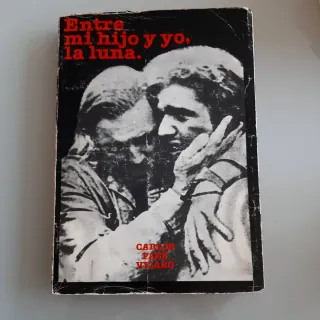 Entre
mi hijo y yo,
la luna.
CARLOS
PAEZ
VILARO